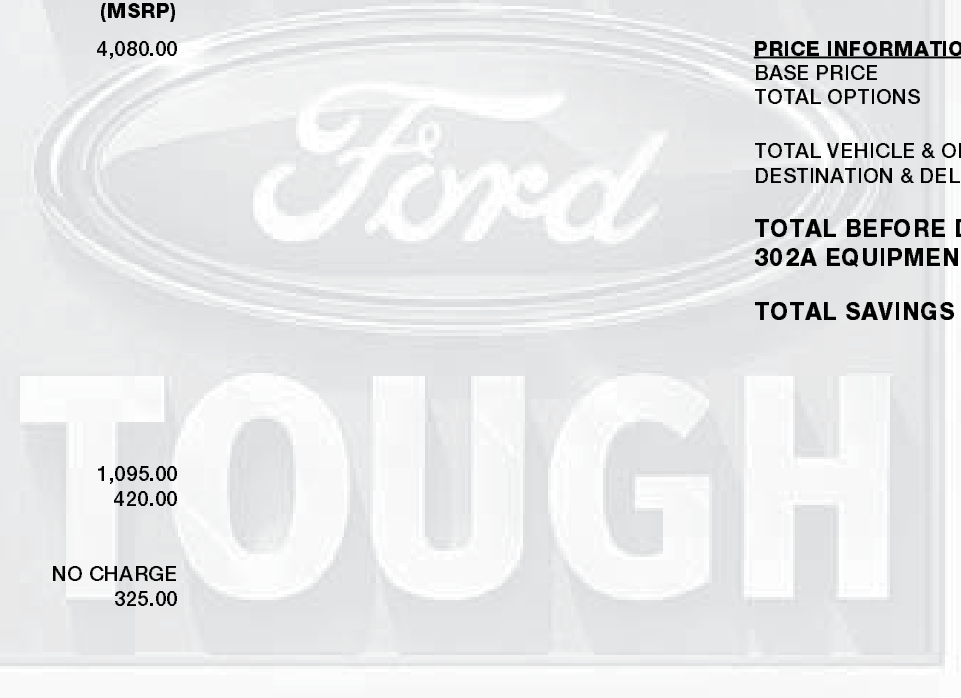 (MSRP)
4,080.00
1,095.00
420.00
NO CHARGE
325.00
PRICE INFORMATIO
BASE PRICE
TOTAL OPTIONS
TOTAL VEHICLE & O
DESTINATION & DEL
TOTAL BEFORE D
302A EQUIPMEN
TOTAL SAVINGS
Ford
TOUGH